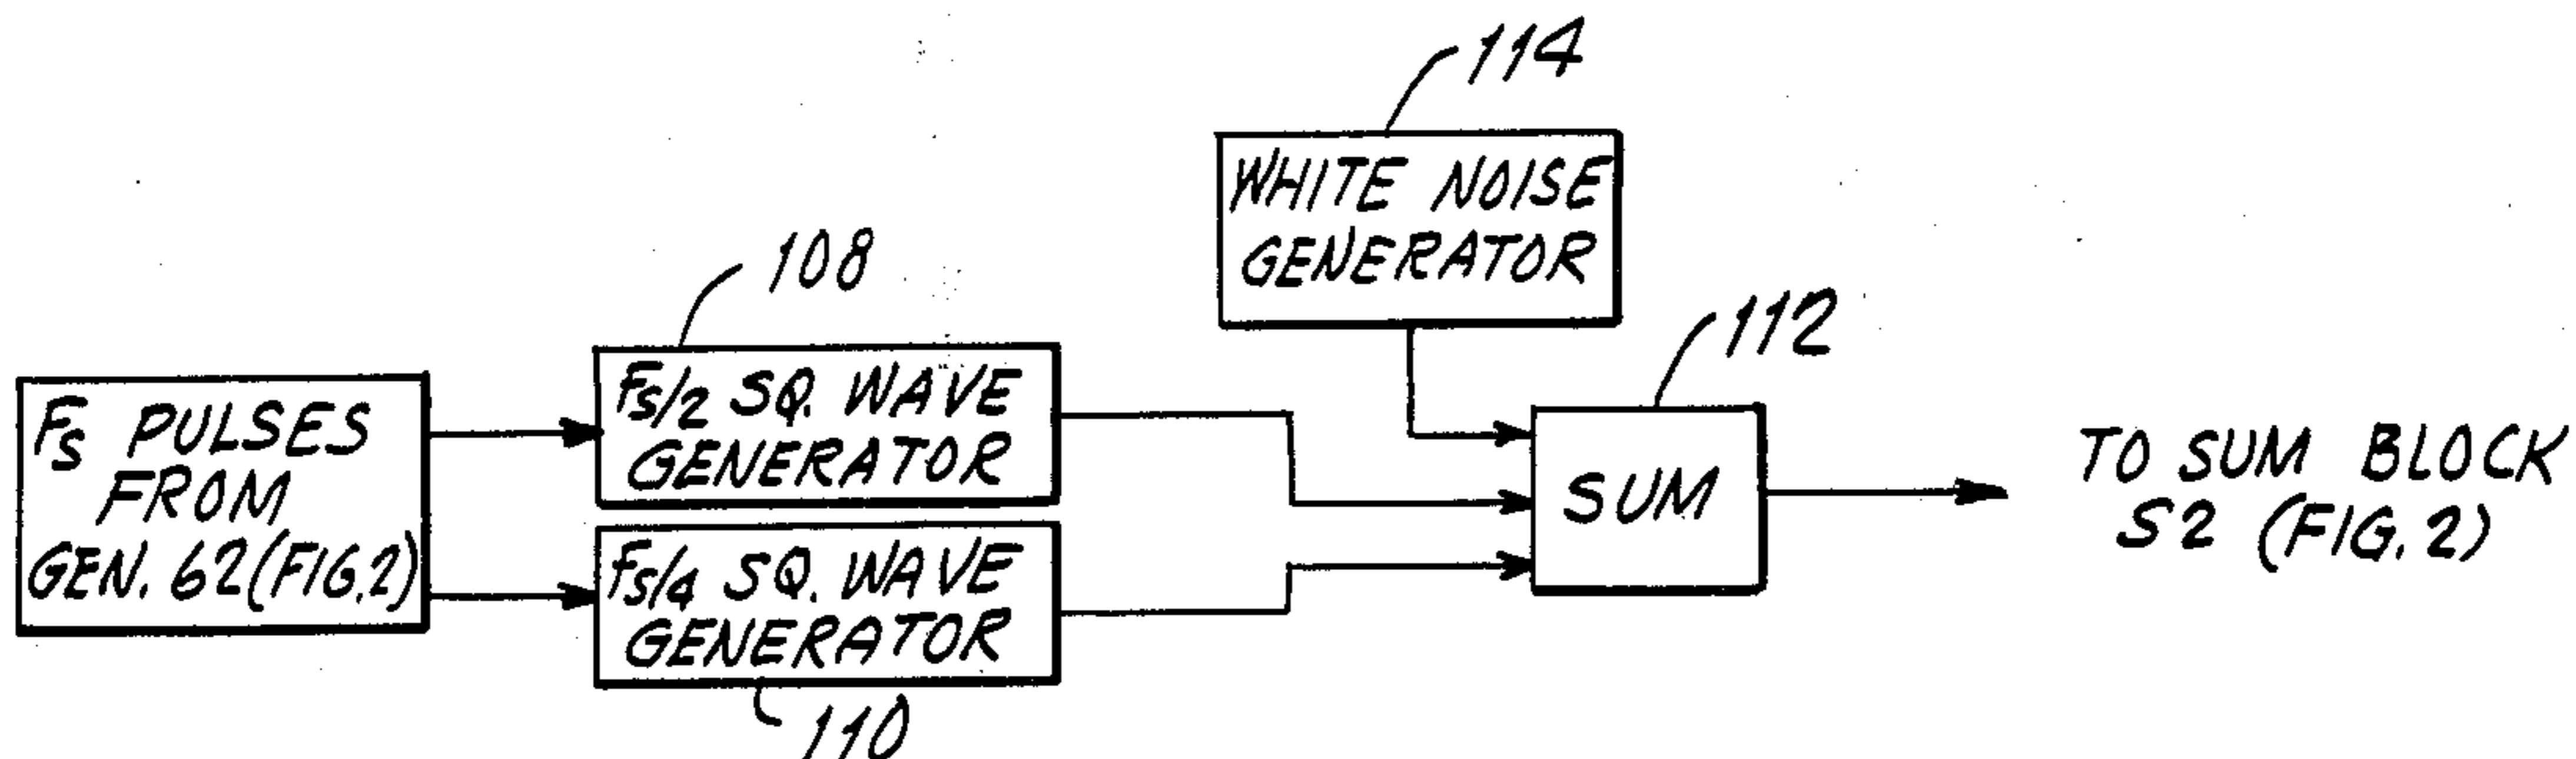 114
WHITE NOISE
GENERATOR
108
112
Fs PULSES
FROM
GEN. 62 (FIG. 2)
fs/2 SQ. WAVE
GENERATOR
fs/4 SQ. WAVE
GENERATOR
110
SUM
TO SUM BLOCK
S2 (FIG. 2)